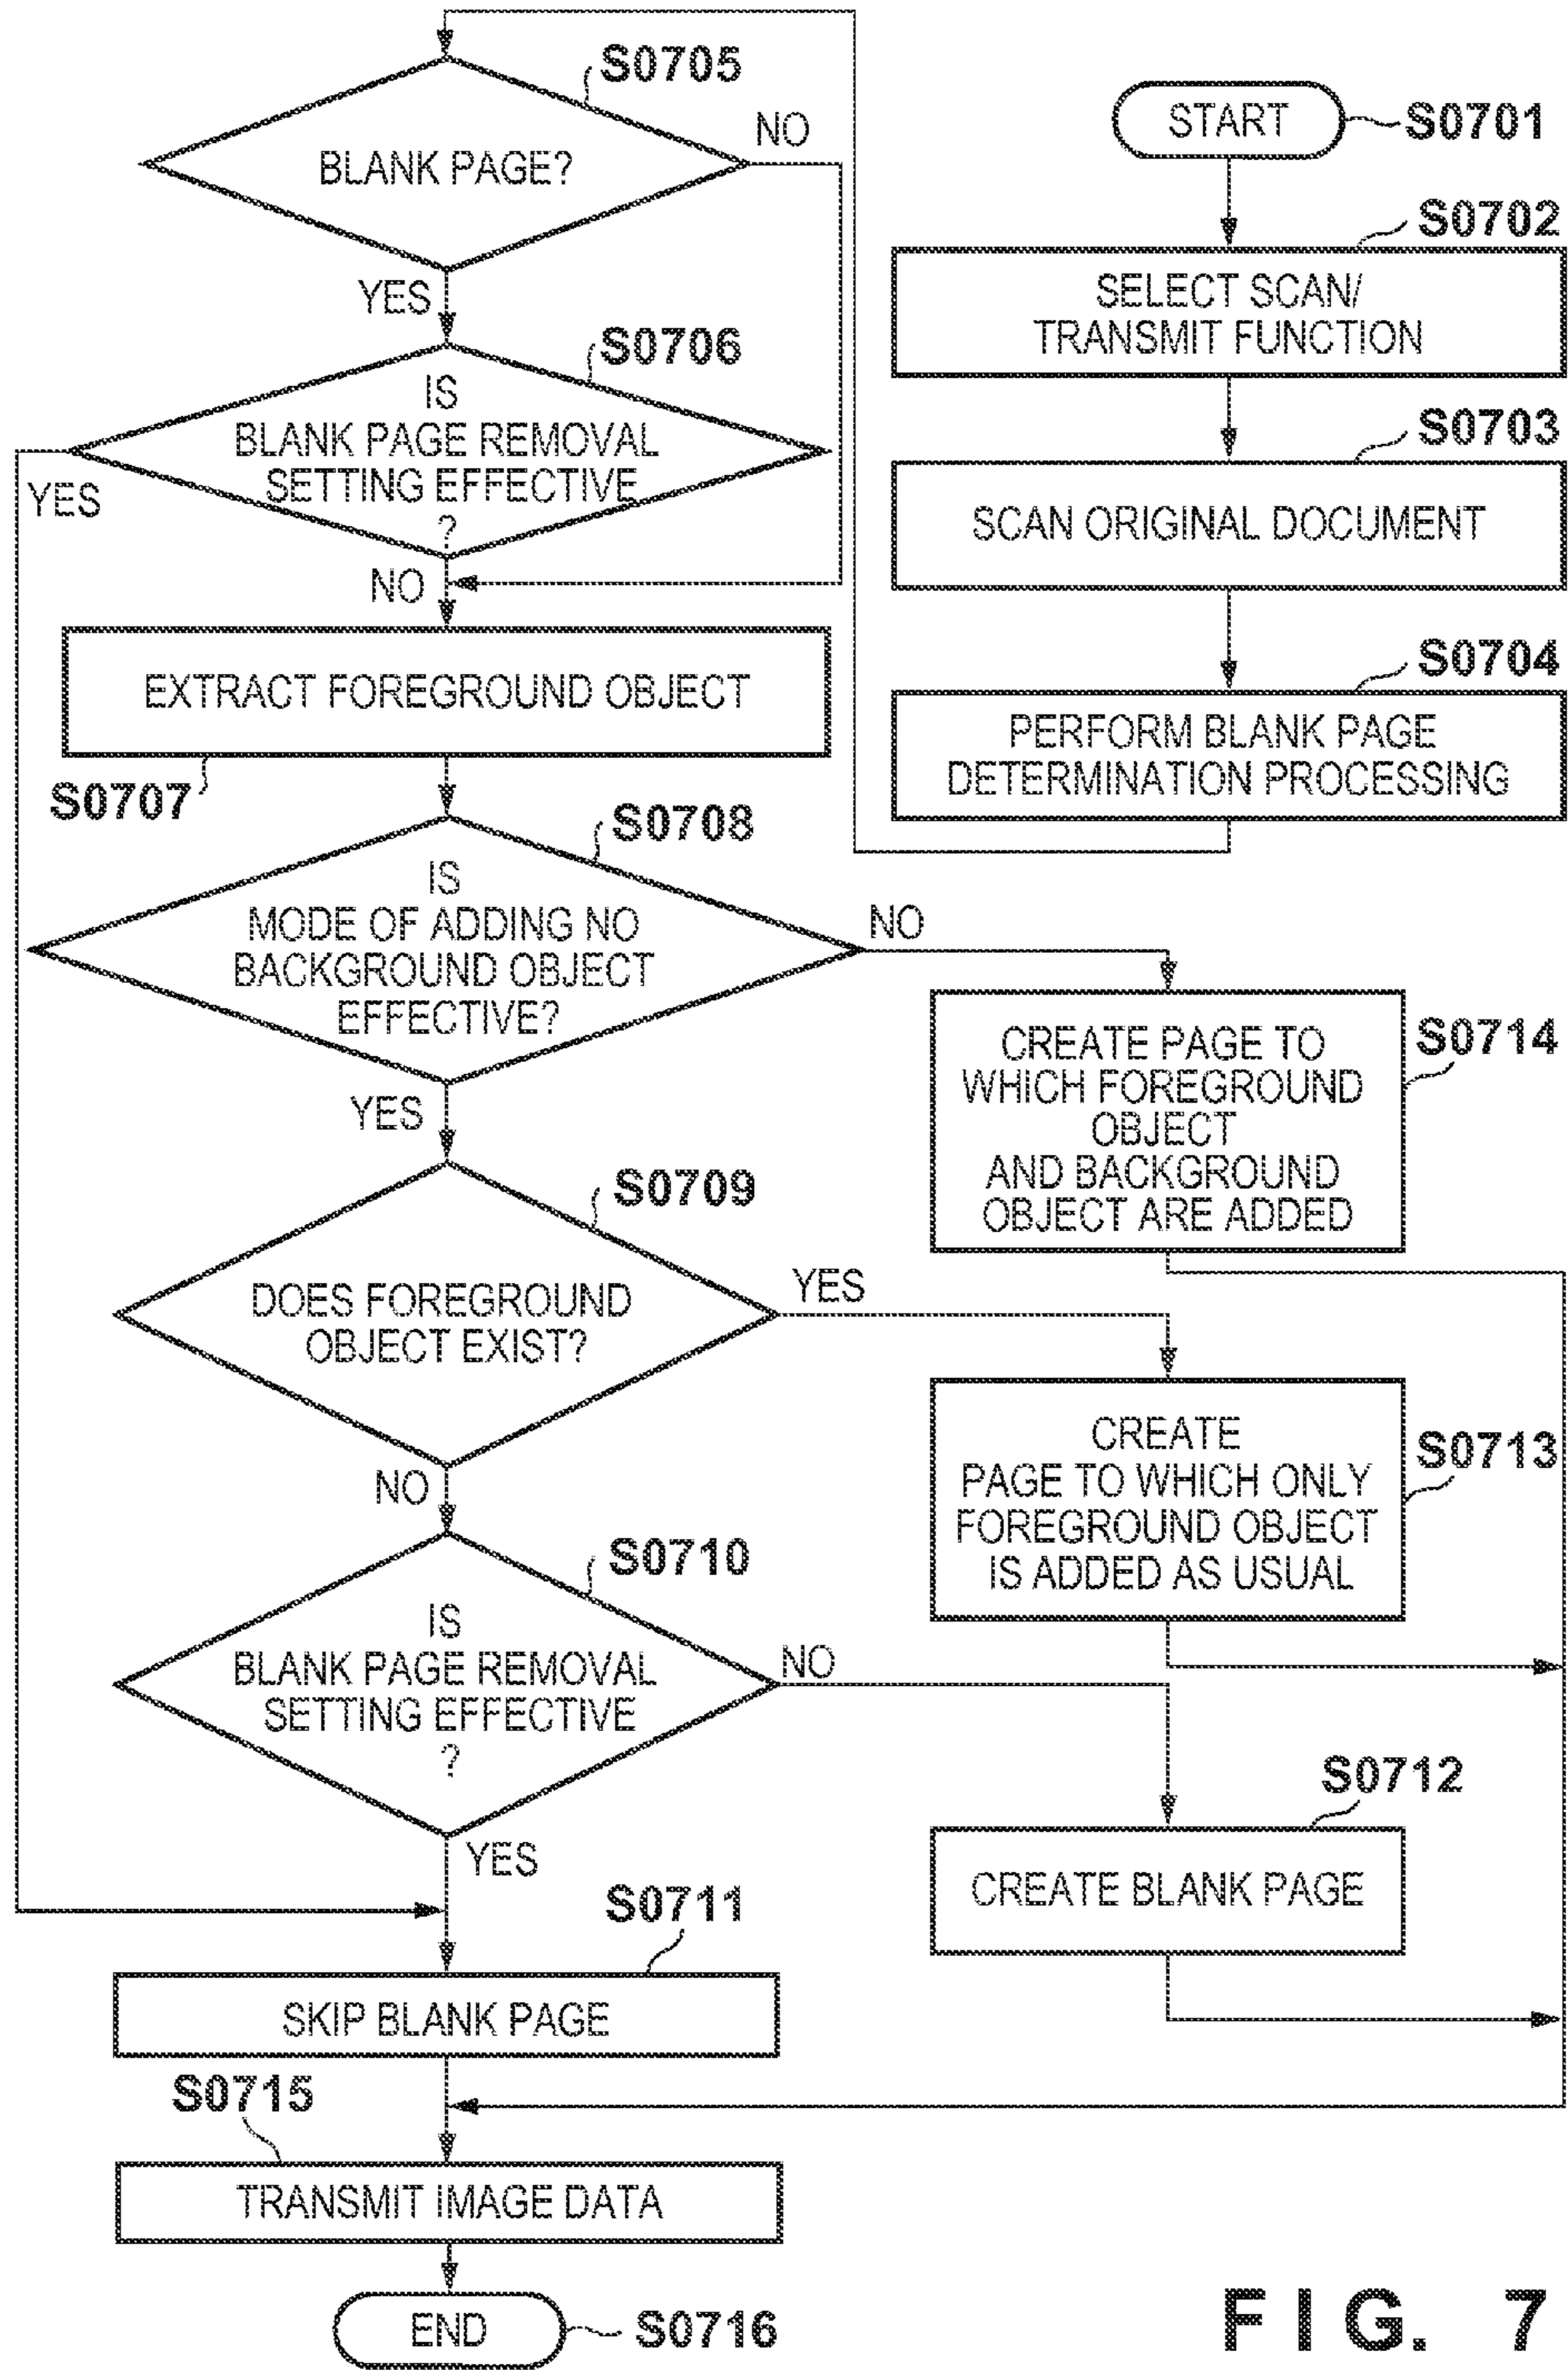 START
S0701
S0702
SELECT SCAN/
TRANSMIT FUNCTION
S0703
SCAN ORIGINAL DOCUMENT
S0704
PERFORM BLANK PAGE
DETERMINATION PROCESSING
S0705
BLANK PAGE?
NO
YES
S0706
IS
BLANK PAGE REMOVAL
SETTING EFFECTIVE
?
YES
NO
EXTRACT FOREGROUND OBJECT
S0707
S0708
IS
MODE OF ADDING NO
BACKGROUND OBJECT
EFFECTIVE?
NO
YES
S0714
CREATE PAGE TO
WHICH FOREGROUND
OBJECT
AND BACKGROUND
OBJECT ARE ADDED
S0709
DOES FOREGROUND
OBJECT EXIST?
YES
NO
S0713
CREATE
PAGE TO WHICH ONLY
FOREGROUND OBJECT
IS ADDED AS USUAL
S0710
IS
BLANK PAGE REMOVAL
SETTING EFFECTIVE
?
NO
YES
S0712
CREATE BLANK PAGE
S0711
SKIP BLANK PAGE
S0715
TRANSMIT IMAGE DATA
END
S0716
FIG. 7